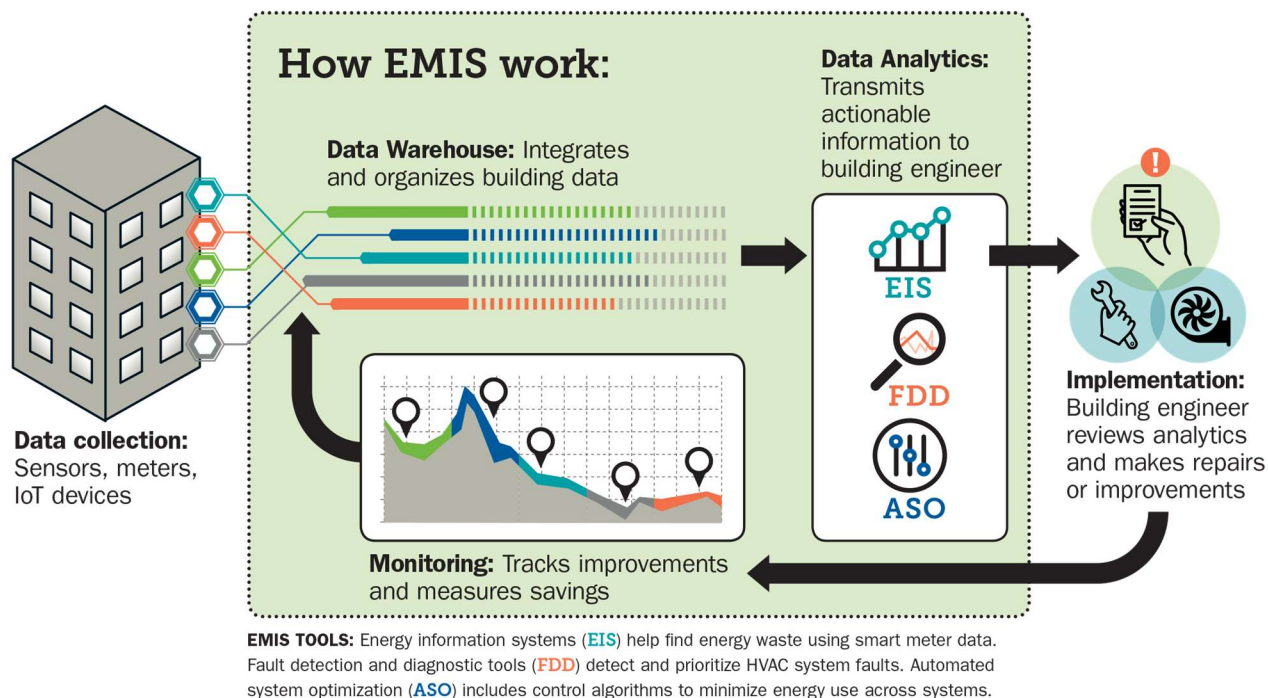 How EMIS work:
Data Warehouse: Integrates
and organizes building data
Data Analytics:
Transmits
actionable
information to
building engineer
EIS
FDD
ASO
!
Data collection:
Sensors, meters,
IoT devices
Implementation:
Building engineer
reviews analytics
and makes repairs
or improvements
Monitoring: Tracks improvements
and measures savings
EMIS TOOLS: Energy information systems (EIS) help find energy waste using smart meter data.
Fault detection and diagnostic tools (FDD) detect and prioritize HVAC system faults. Automated
system optimization (ASO) includes control algorithms to minimize energy use across systems.